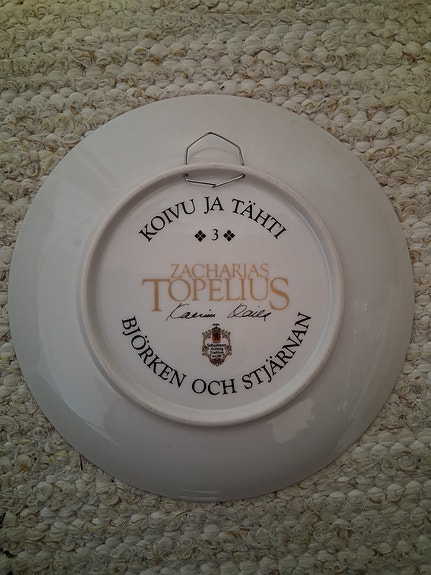 KOIVU JA TÄHTI
❖ 3 ❖
ZACHARIAS
TOPELIUS
BJÖRKEN OCH STJÄRNAN